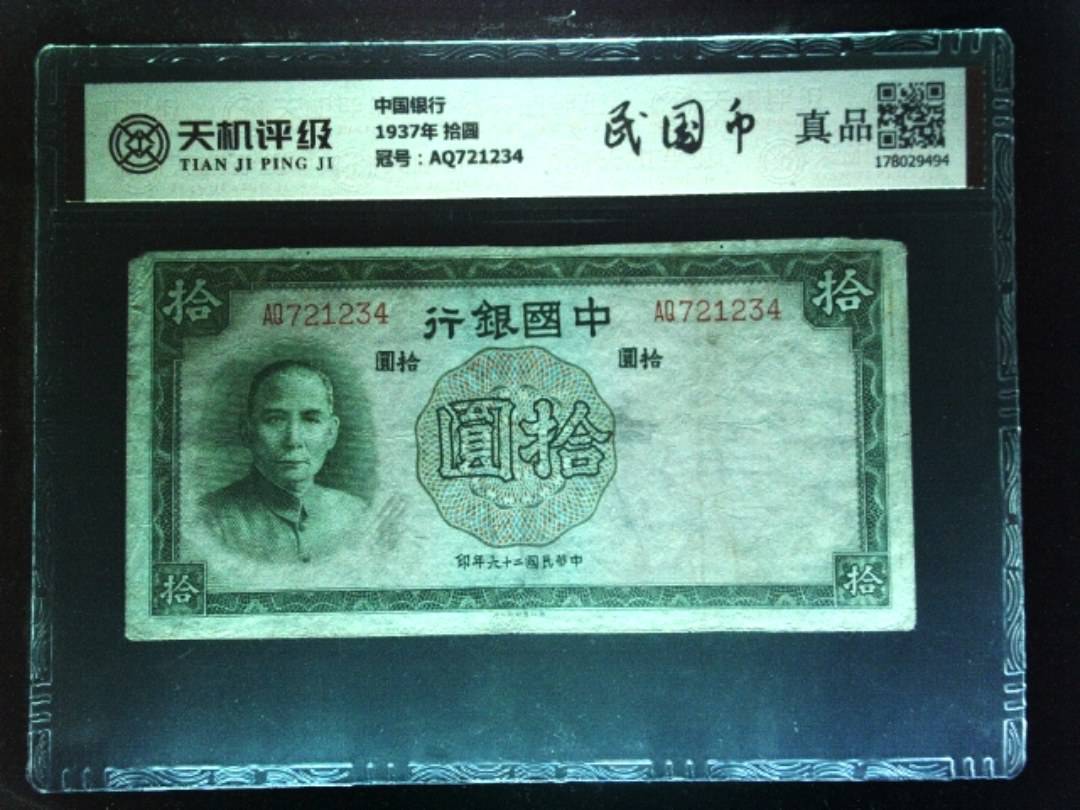 天机评级
TIAN JI PING JI
中国银行
1937年 拾圆
冠号：AQ721234
民国币
真品
178029494
拾
拾
AQ721234
中國銀行
AQ721234
拾圓
拾圓
拾圓
中華民國二十六年印
拾
拾